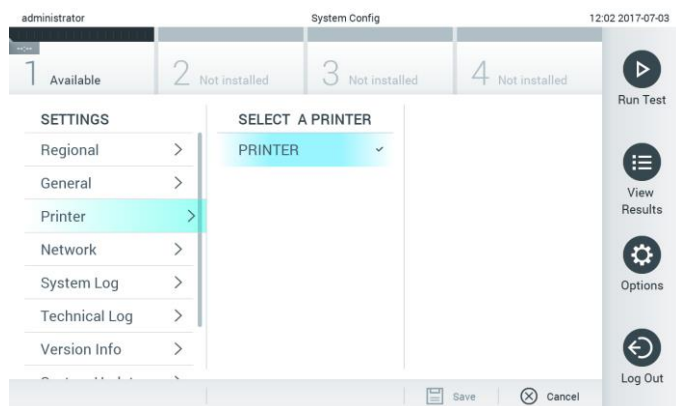 administrator System Config 12:02 2017-07-03
--:--
1 Available 2 Not installed 3 Not installed 4 Not installed
Run Test
SETTINGS SELECT A PRINTER
Regional PRINTER
General
View
Results
Printer
Network
System Log
Options
Technical Log
Version Info
Log Out
Save Cancel